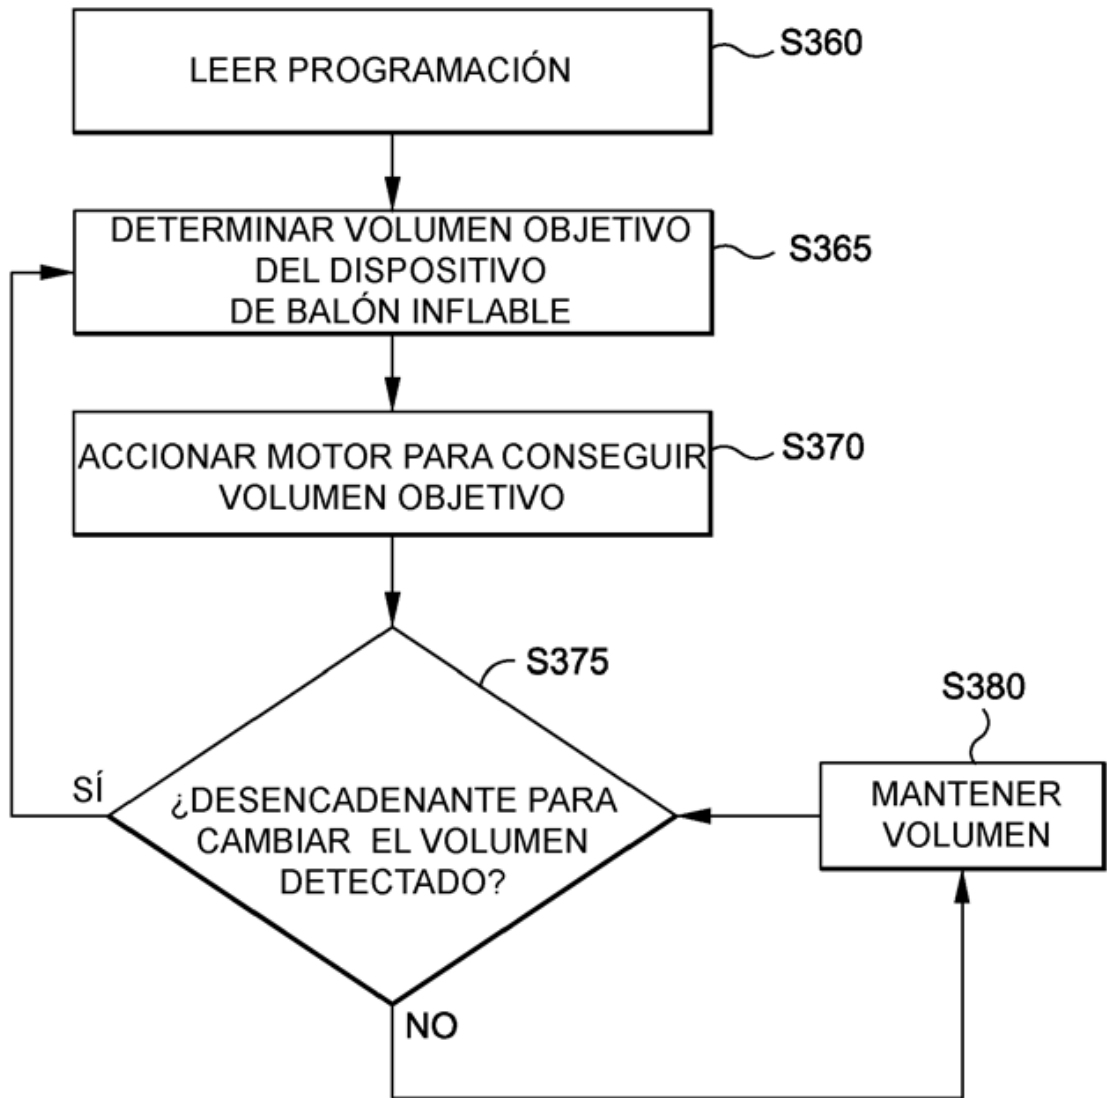 LEER PROGRAMACIÓN
S360
DETERMINAR VOLUMEN OBJETIVO
DEL DISPOSITIVO
DE BALÓN INFLABLE
S365
ACCIONAR MOTOR PARA CONSEGUIR
VOLUMEN OBJETIVO
S370
S375
¿DESENCADENANTE PARA
CAMBIAR EL VOLUMEN
DETECTADO?
SÍ
NO
S380
MANTENER
VOLUMEN